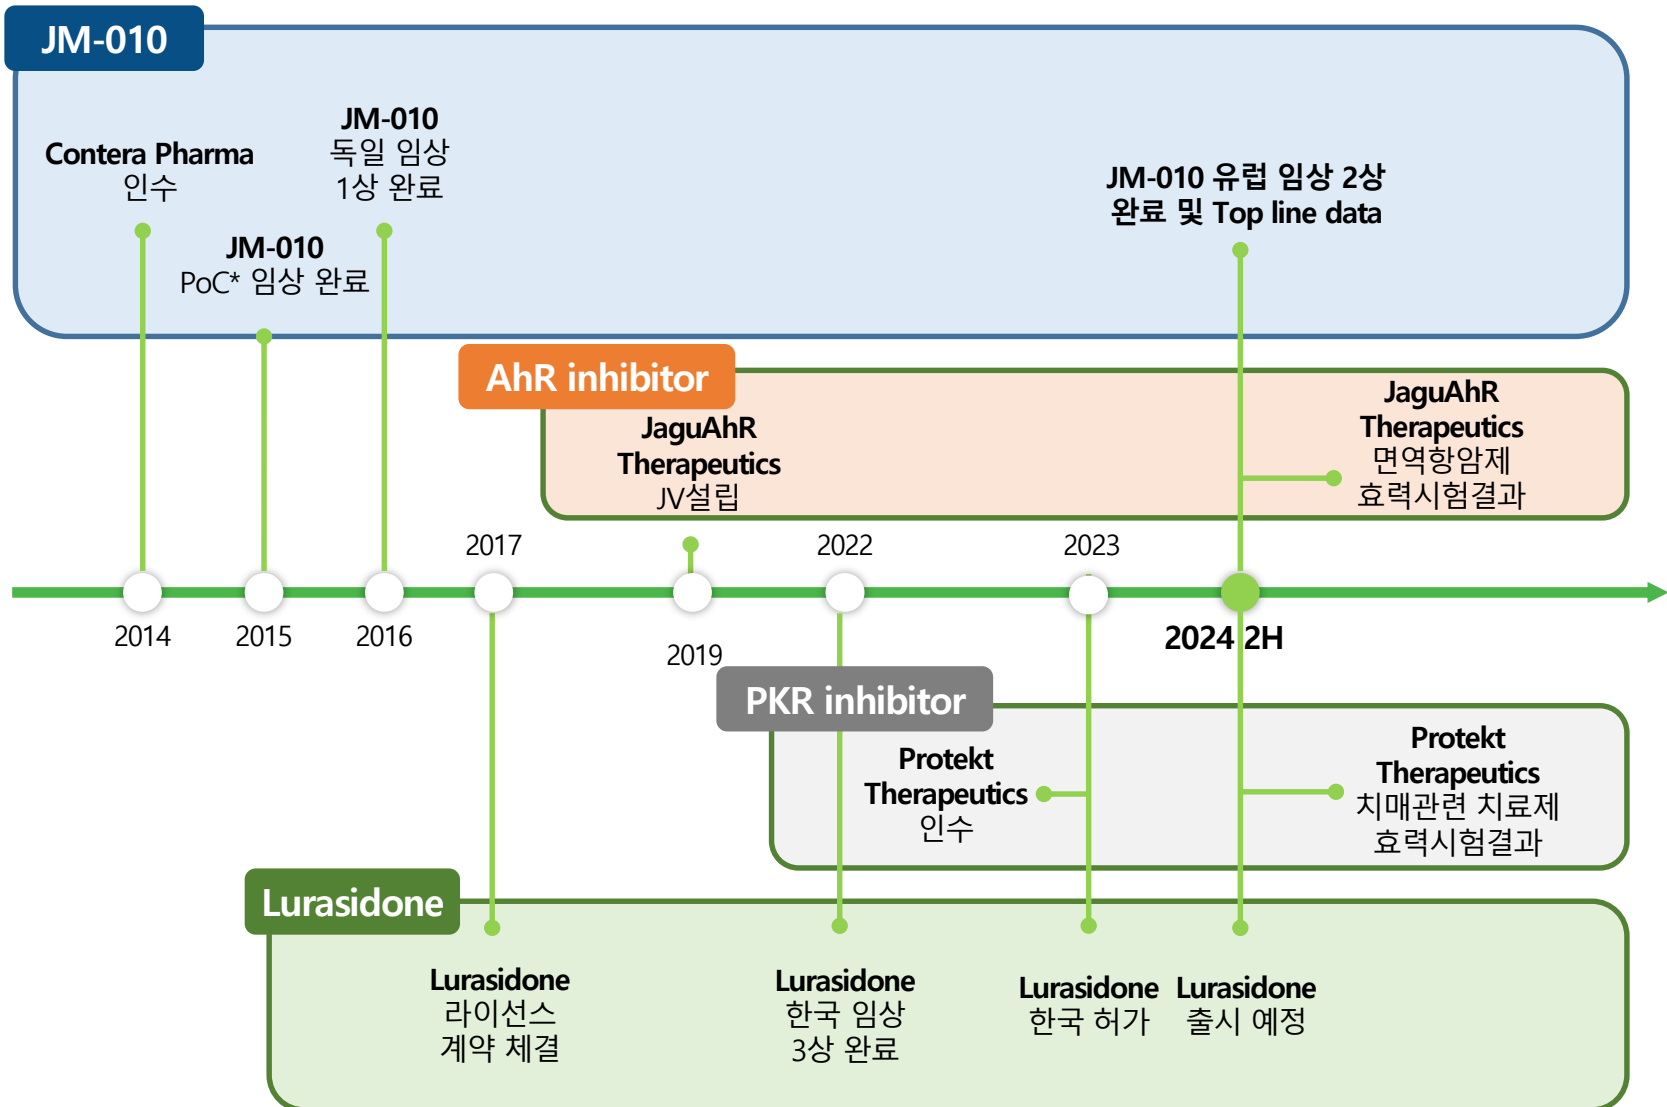 JM-010
Contera Pharma
인수
JM-010
PoC* 임상 완료
JM-010
독일 임상
1상 완료
JM-010 유럽 임상 2상
완료 및 Top line data
AhR inhibitor
JaguAhR
Therapeutics
JV설립
JaguAhR
Therapeutics
면역항암제
효력시험결과
2014
2015
2016
2017
2019
2022
2023
2024 2H
PKR inhibitor
Protekt
Therapeutics
인수
Protekt
Therapeutics
치매관련 치료제
효력시험결과
Lurasidone
Lurasidone
라이선스
계약 체결
Lurasidone
한국 임상
3상 완료
Lurasidone
한국 허가
Lurasidone
출시 예정